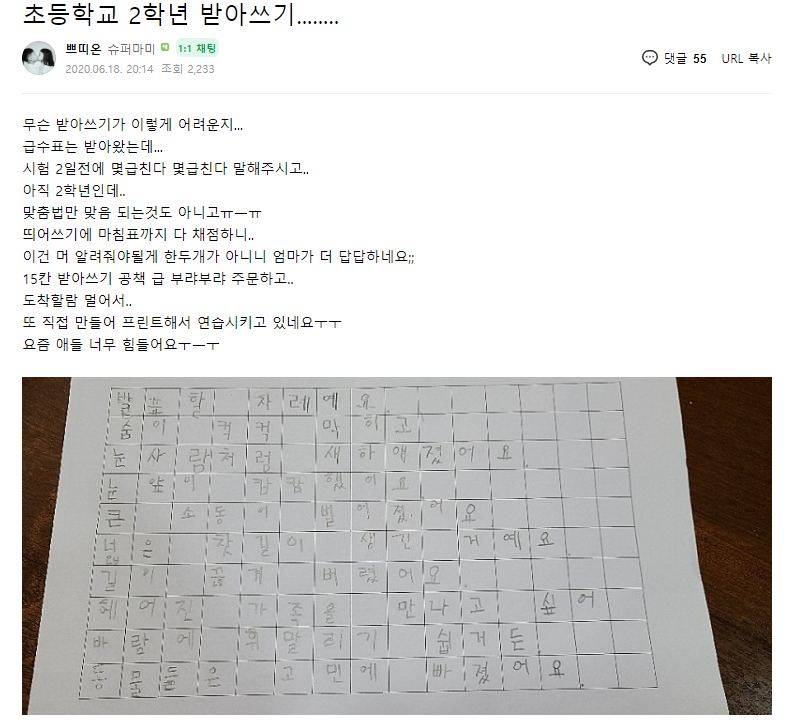 초등학교 2학년 받아쓰기........
쁘띠온 슈퍼마미 1:1 채팅
2020.06.18. 20:14 조회 2,233
댓글 55 URL 복사
무슨 받아쓰기가 이렇게 어려운지...
급수표는 받아왔는데...
시험 2일전에 몇급친다 몇급친다 말해주시고..
아직 2학년인데..
맞춤법만 맞음 되는것도 아니고ㅠㅡㅠ
띄어쓰기에 마침표까지 다 채점하니..
이건 머 알려줘야될게 한두개가 아니니 엄마가 더 답답하네요;;
15칸 받아쓰기 공책 급 부랴부랴 주문하고..
도착할람 멀어서..
또 직접 만들어 프린트해서 연습시키고 있네요ㅜㅜ
요즘 애들 너무 힘들어요ㅜㅡㅜ
발표할 차례예요.
숨이 컥컥 막히고
눈사람처럼 새하얘졌어요.
눈앞이 캄캄했어요
큰 소동이 벌어졌어요
은 찻길이 생긴 거예요.
길이 끊겨 버렸어요.
헤어진 가족을 만나고 싶어
바람에 휘말리기 쉽거든.
동물들은 고민에 빠졌어요.